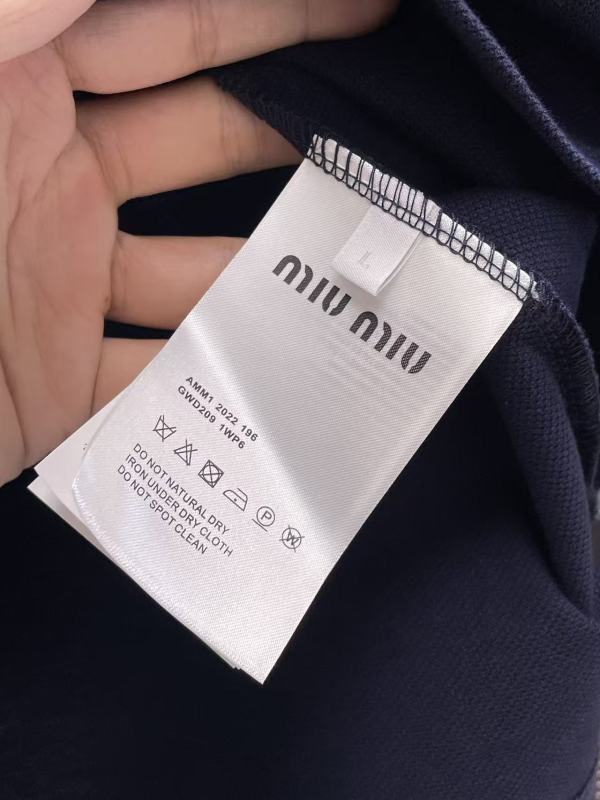 L
miu miu
AMM1 2022 196
GWD209 1WP6
P W
DO NOT NATURAL DRY
IRON UNDER DRY CLOTH
DO NOT SPOT CLEAN